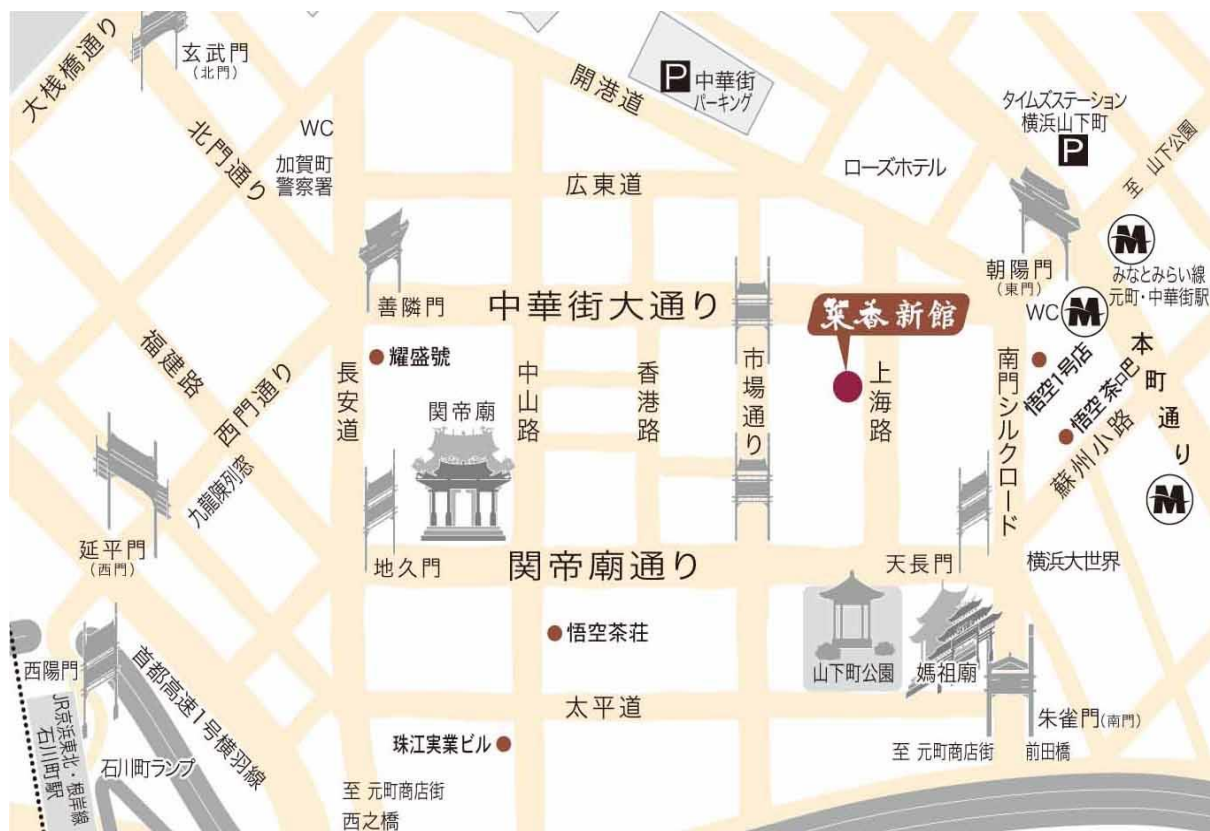 大桟橋通り
玄武門
(北門)
北門通り
WC
加賀町
警察署
開港道
P 中華街
パーキング
タイムズステーション
横浜山下町
P
至 山下公園
ローズホテル
広東道
善隣門
中華街大通り
菜香新館
朝陽門
(東門)
M
みなとみらい線
元町・中華街駅
WC M
本町通り
福建路
西門通り
長安道
耀盛號
関帝廟
中山路
香港路
市場通り
上海路
南門シルクロード
悟空1号店
悟空茶吧
蘇州小路
M
九龍陳列窓
延平門
(西門)
地久門
関帝廟通り
天長門
横浜大世界
悟空茶荘
山下町公園
媽祖廟
西陽門
首都高速1号横羽線
太平道
朱雀門(南門)
JR京浜東北・根岸線
石川町駅
石川町ランプ
珠江実業ビル
至 元町商店街
西之橋
至 元町商店街
前田橋